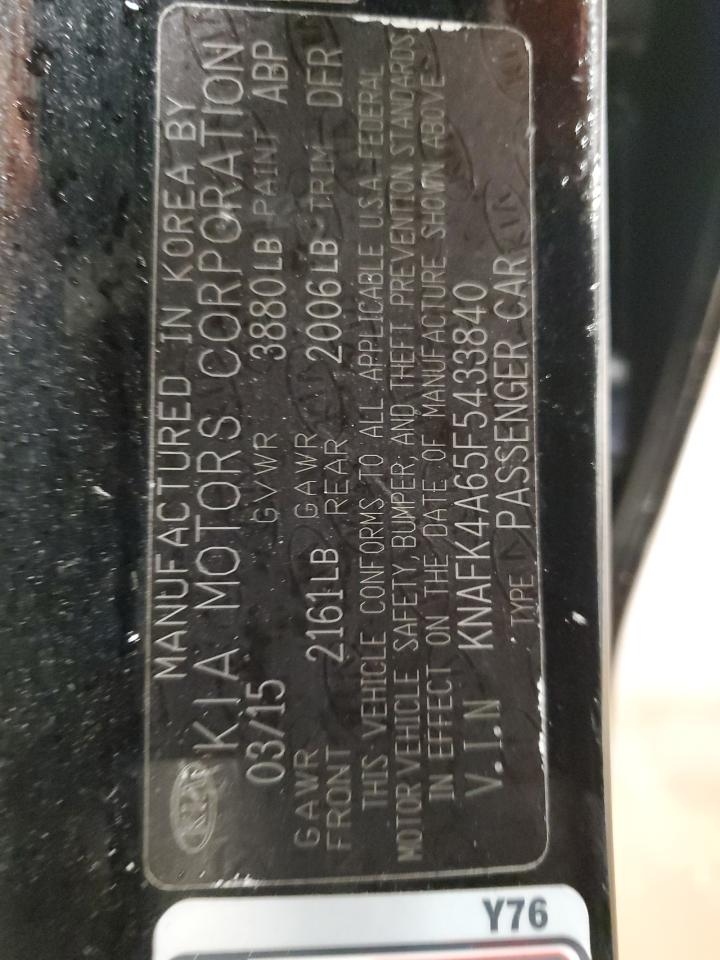 MANUFACTURED IN KOREA BY
KIA KIA MOTORS CORPORATION
03/15 GVWR 3880LB PAINT ABP
GAWR FRONT 2161LB GAWR REAR 2006LB TRIM DFR
THIS VEHICLE CONFORMS TO ALL APPLICABLE U.S.A FEDERAL
MOTOR VEHICLE SAFETY, BUMPER, AND THEFT PREVENTION STANDARDS
IN EFFECT ON THE DATE OF MANUFACTURE SHOWN ABOVE
V.I.N KNAFK4A65F5433840
TYPE PASSENGER CAR
Y76